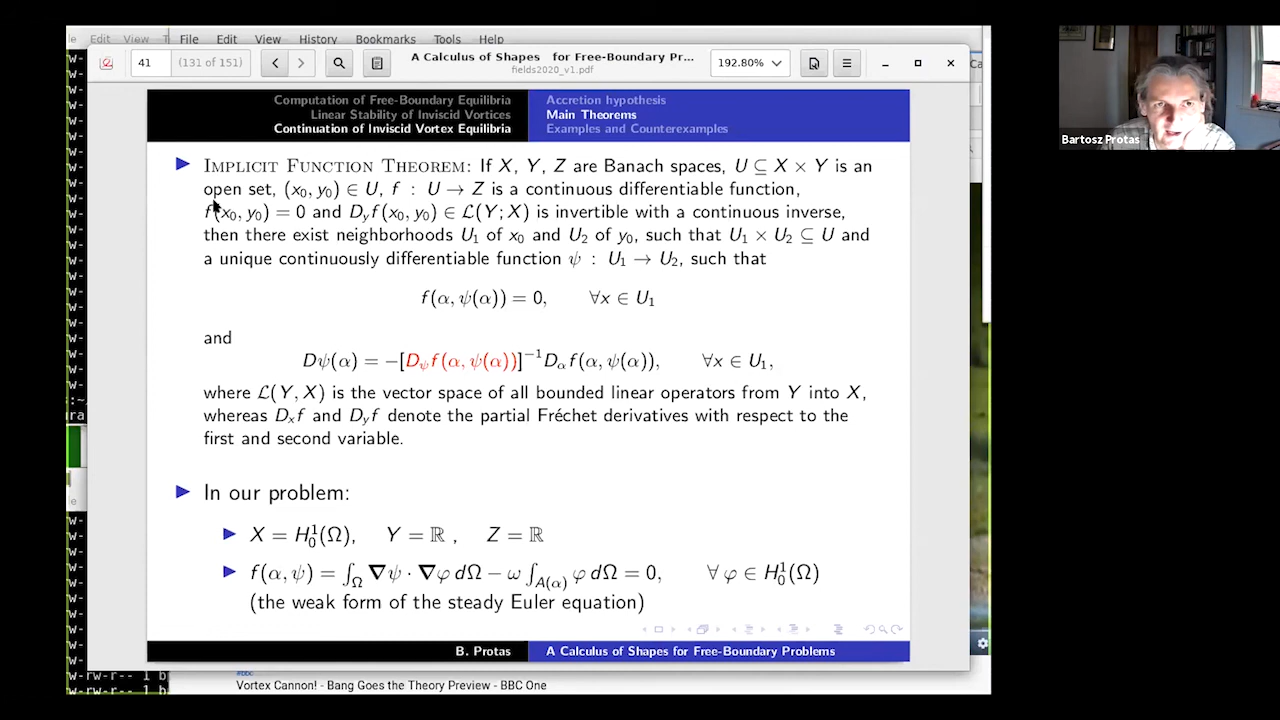 le Edit View T File Edit View History Bookmarks Tools Help
41 (131 of 151) A Calculus of Shapes for Free-Boundary Pr... 192.80%
fields2020_v1.pdf
Bartosz Protas
Computation of Free-Boundary Equilibria
Linear Stability of Inviscid Vortices
Continuation of Inviscid Vortex Equilibria
Accretion hypothesis
Main Theorems
Examples and Counterexamples
IMPLICIT FUNCTION THEOREM: If X, Y, Z are Banach spaces, U ⊆ X × Y is an
open set, (x₀, y₀) ∈ U, f : U → Z is a continuous differentiable function,
f(x₀, y₀) = 0 and D_y f(x₀, y₀) ∈ ℒ(Y; X) is invertible with a continuous inverse,
then there exist neighborhoods U₁ of x₀ and U₂ of y₀, such that U₁ × U₂ ⊆ U and
a unique continuously differentiable function ψ : U₁ → U₂, such that
f(α, ψ(α)) = 0, ∀x ∈ U₁
and
Dψ(α) = −[D_ψ f(α, ψ(α))]⁻¹ D_α f(α, ψ(α)), ∀x ∈ U₁,
where ℒ(Y, X) is the vector space of all bounded linear operators from Y into X,
whereas D_x f and D_y f denote the partial Fréchet derivatives with respect to the
first and second variable.
In our problem:
X = H₀¹(Ω), Y = ℝ , Z = ℝ
f(α, ψ) = ∫_Ω ∇ψ · ∇φ dΩ − ω ∫_A(α) φ dΩ = 0, ∀ φ ∈ H₀¹(Ω)
(the weak form of the steady Euler equation)
B. Protas A Calculus of Shapes for Free-Boundary Problems
w-rw-r-- 1 b
Vortex Cannon! - Bang Goes the Theory Preview - BBC One